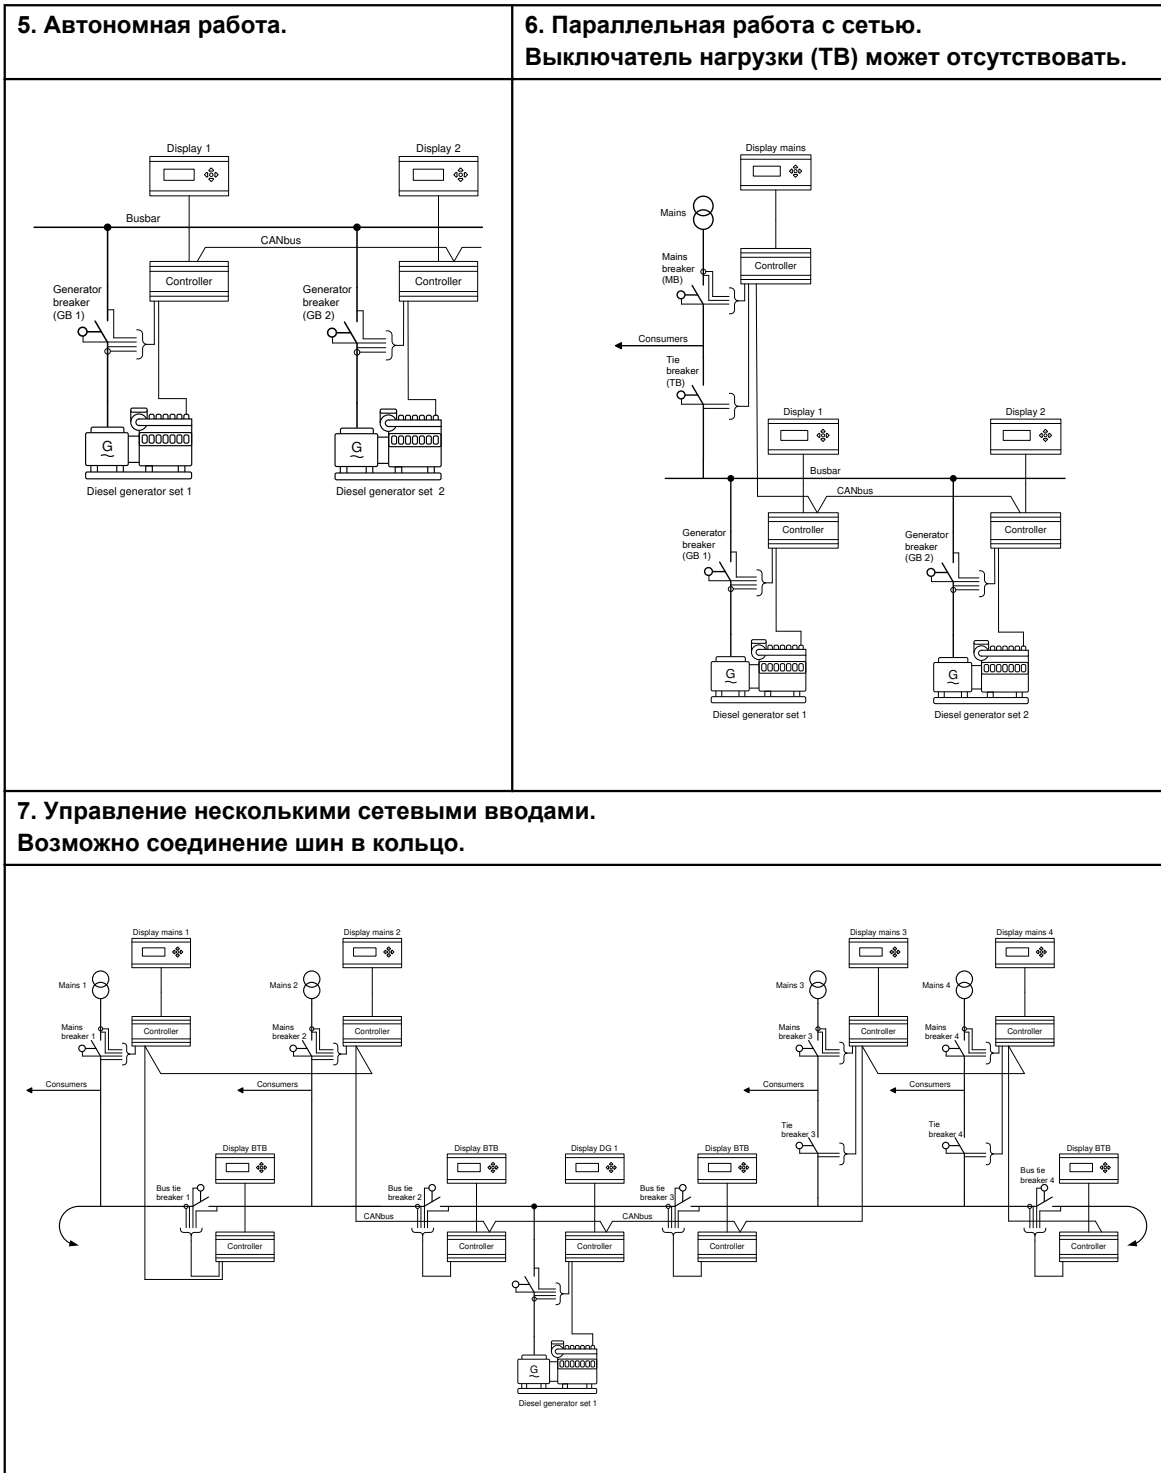 5. Автономная работа.
6. Параллельная работа с сетью.
Выключатель нагрузки (ТВ) может отсутствовать.
Display 1
Display 2
Busbar
CANbus
Controller
Controller
Generator
breaker
(GB 1)
Generator
breaker
(GB 2)
G
G
Diesel generator set 1
Diesel generator set 2
Display mains
Mains
Mains
breaker
(MB)
Controller
Consumers
Tie
breaker
(TB)
Display 1
Display 2
Busbar
CANbus
Controller
Controller
Generator
breaker
(GB 1)
Generator
breaker
(GB 2)
G
G
Diesel generator set 1
Diesel generator set 2
7. Управление несколькими сетевыми вводами.
Возможно соединение шин в кольцо.
Display mains 1
Display mains 2
Display mains 3
Display mains 4
Mains 1
Mains 2
Mains 3
Mains 4
Mains
breaker 1
Controller
Mains
breaker 2
Controller
Mains
breaker 3
Controller
Mains
breaker 4
Controller
Consumers
Consumers
Consumers
Consumers
Tie
breaker 3
Tie
breaker 4
Display BTB
Display BTB
Display DG 1
Display BTB
Display BTB
Bus tie
breaker 1
Bus tie
breaker 2
Bus tie
breaker 3
Bus tie
breaker 4
CANbus
CANbus
Controller
Controller
Controller
Controller
Controller
G
Diesel generator set 1